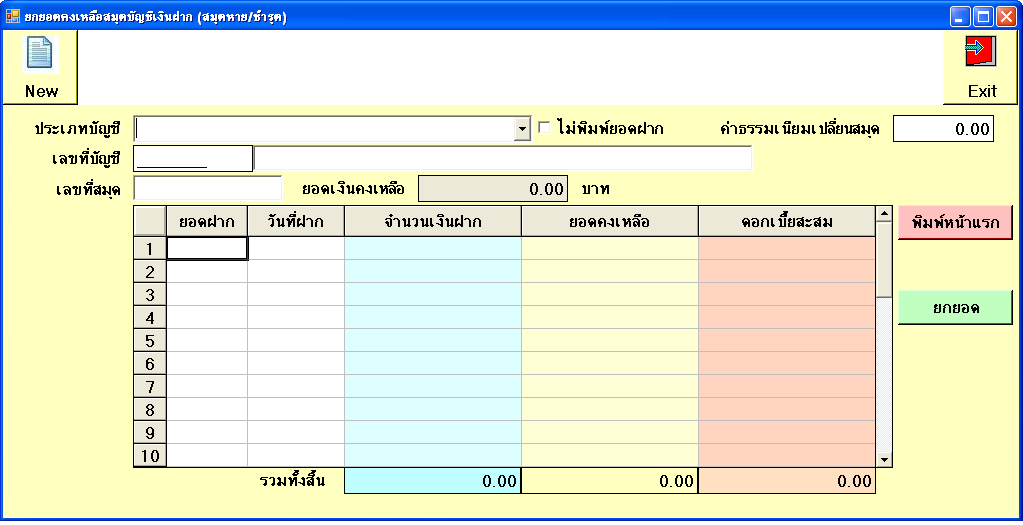 ยกยอดคงเหลือสมุดบัญชีเงินฝาก (สมุดหาย/ชำรุด)
New
Exit
ประเภทบัญชี ไม่พิมพ์ยอดฝาก ค่าธรรมเนียมเปลี่ยนสมุด 0.00
เลขที่บัญชี
เลขที่สมุด ยอดเงินคงเหลือ 0.00 บาท
ยอดฝาก วันที่ฝาก จำนวนเงินฝาก ยอดคงเหลือ ดอกเบี้ยสะสม พิมพ์หน้าแรก
1
2
3
4 ยกยอด
5
6
7
8
9
10
รวมทั้งสิ้น 0.00 0.00 0.00